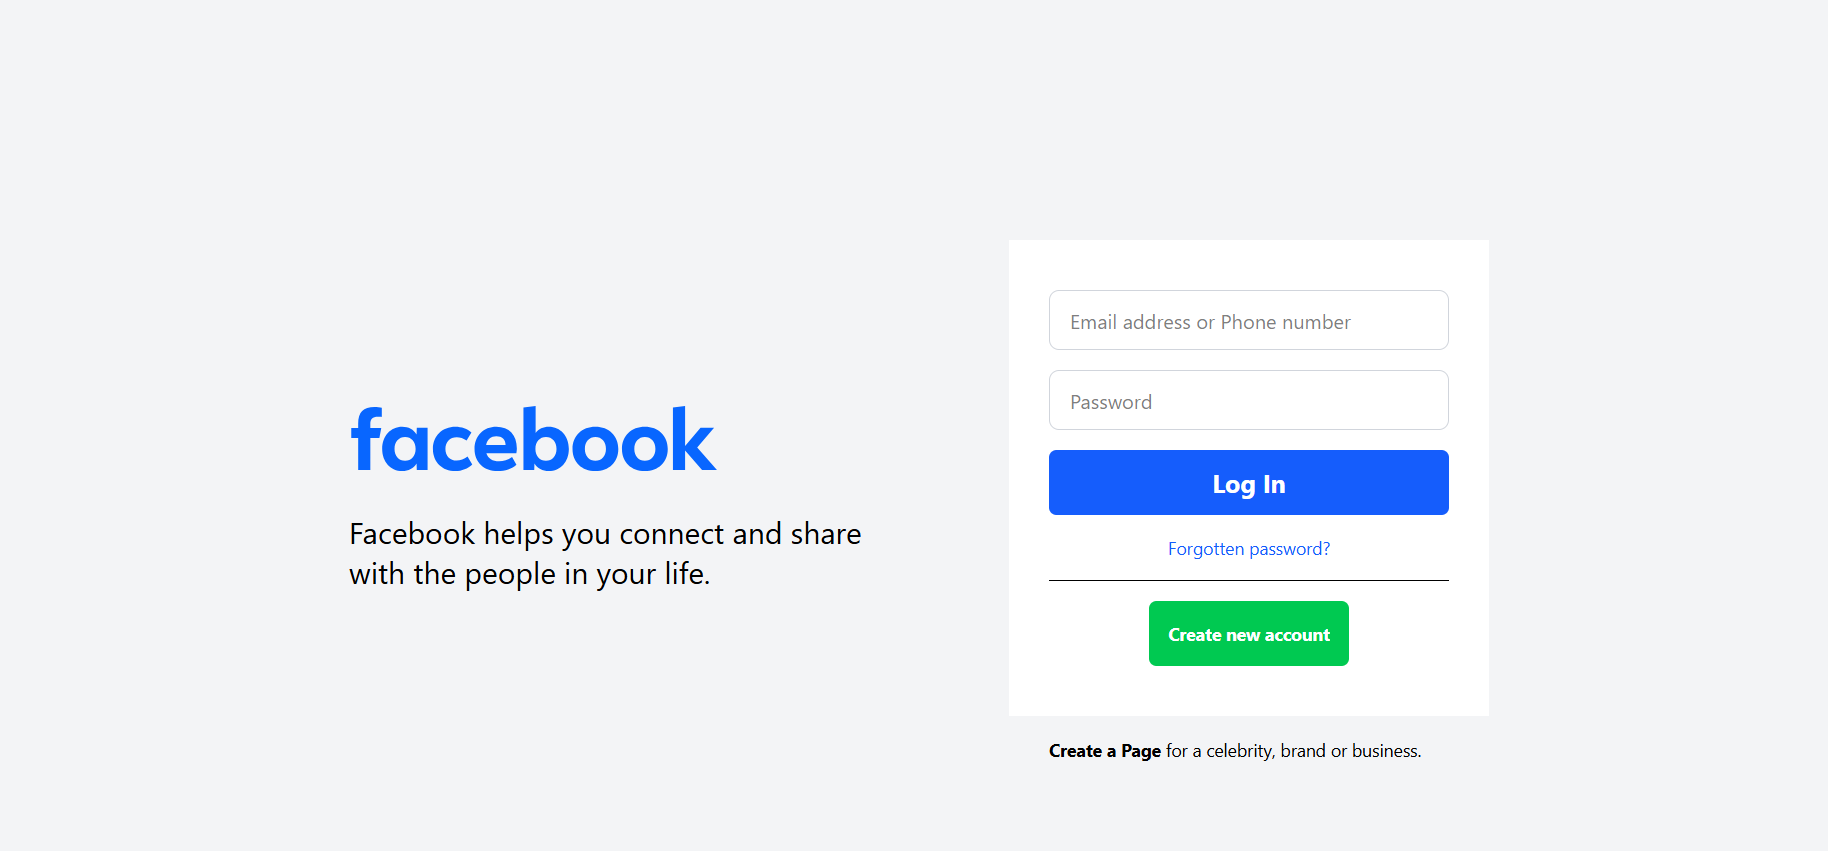 facebook
Facebook helps you connect and share
with the people in your life.
Email address or Phone number
Password
Log In
Forgotten password?
Create new account
Create a Page for a celebrity, brand or business.